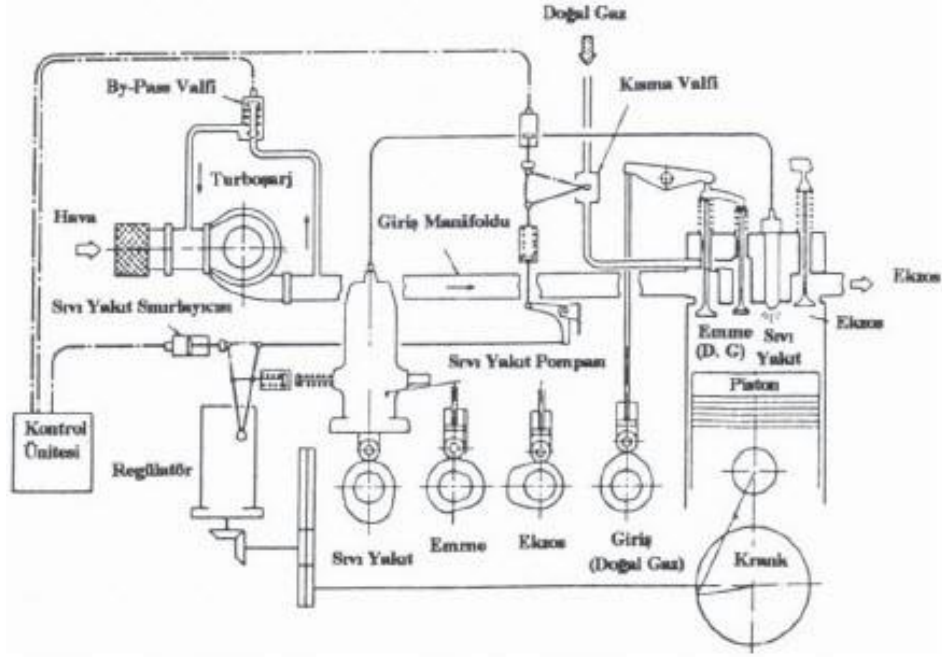 Doğal Gaz
By-Pass Valfi
Kısma Valfi
Turboşarj
Hava
Giriş Manifoldu
Ekzos
Sıvı Yakıt Sınırlayıcısı
Ekzos
Emme
(D. G)
Sıvı
Yakıt
Sıvı Yakıt Pompası
Piston
Kontrol
Ünitesi
Regülatör
Sıvı Yakıt
Emme
Ekzos
Giriş
(Doğal Gaz)
Krank